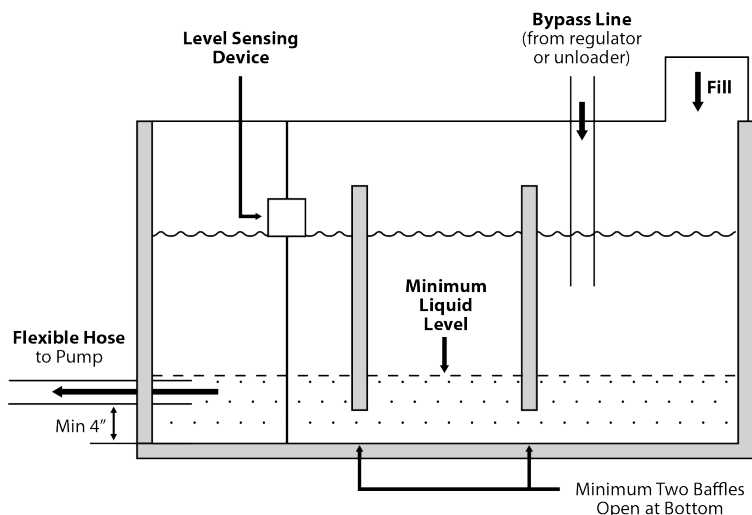 Level Sensing
Device
Bypass Line
(from regulator
or unloader)
Fill
Minimum
Liquid
Level
Flexible Hose
to Pump
Min 4”
Minimum Two Baffles
Open at Bottom